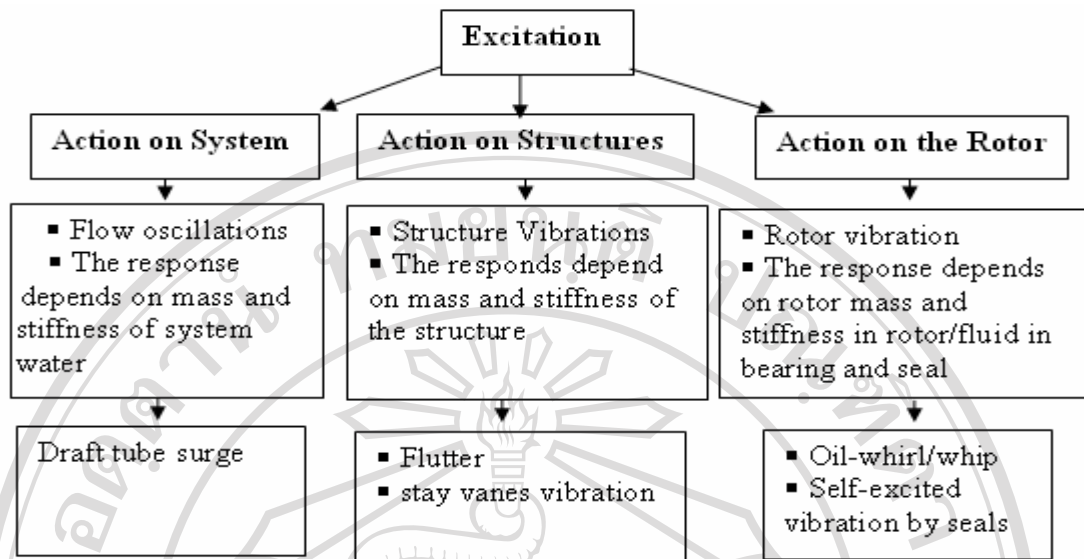 Excitation
Action on System
Action on Structures
Action on the Rotor
▪ Flow oscillations
▪ The response
depends on mass and
stiffness of system
water
▪ Structure Vibrations
▪ The responds depend
on mass and stiffness of
the structure
▪ Rotor vibration
▪ The response depends
on rotor mass and
stiffness in rotor/fluid in
bearing and seal
Draft tube surge
▪ Flutter
▪ stay vanes vibration
▪ Oil-whirl/whip
▪ Self-excited
vibration by seals